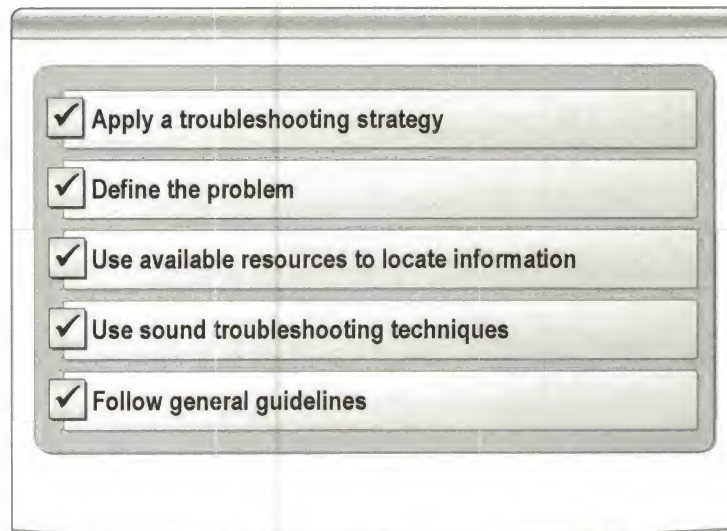 Apply a troubleshooting strategy
Define the problem
Use available resources to locate information
Use sound troubleshooting techniques
Follow general guidelines